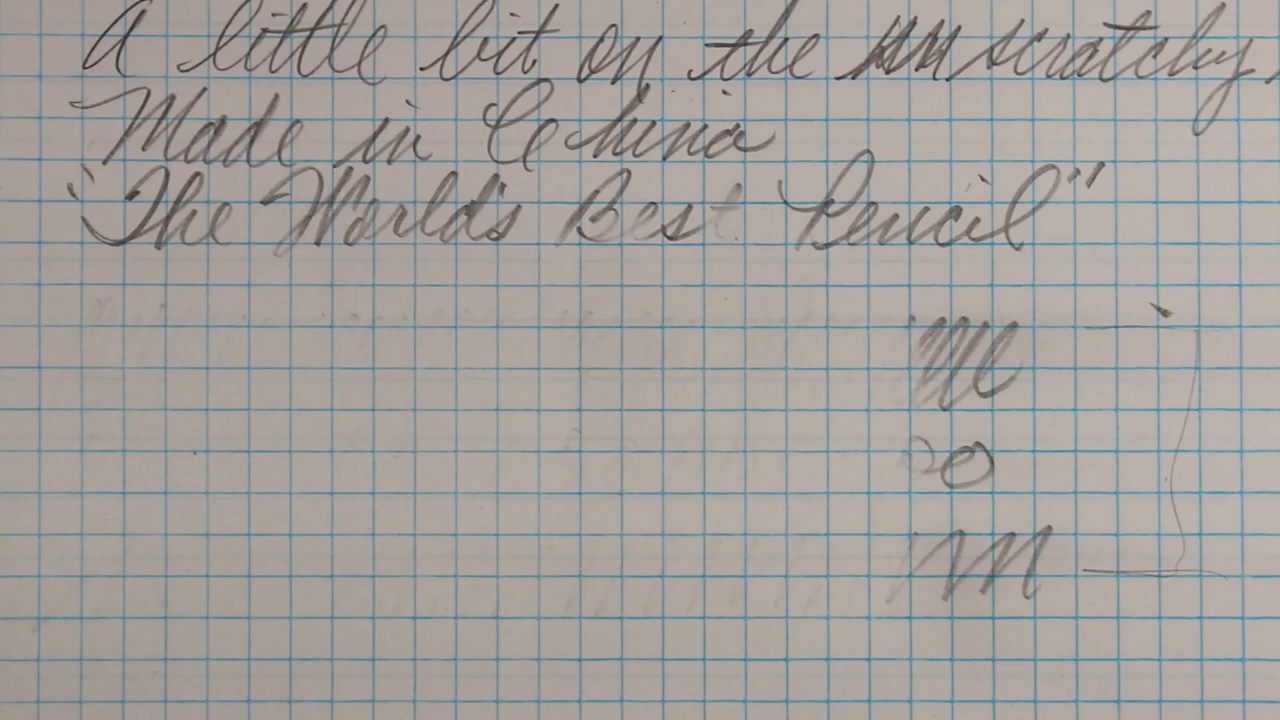 A little bit on the scratchy
Made in China
"The World's Best Pencil"